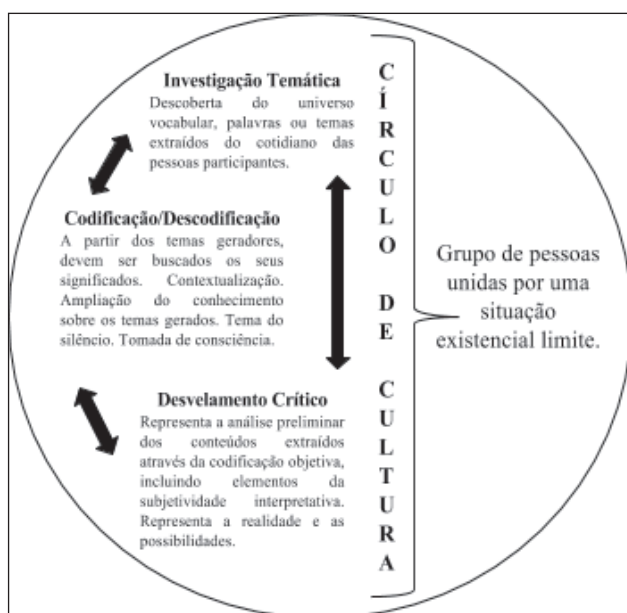 Investigação Temática
Descoberta do universo
vocabular, palavras ou temas
extraídos do cotidiano das
pessoas participantes.
Codificação/Descodificação
A partir dos temas geradores,
devem ser buscados os seus
significados. Contextualização.
Ampliação do conhecimento
sobre os temas gerados. Tema do
silêncio. Tomada de consciência.
Desvelamento Crítico
Representa a análise preliminar
dos conteúdos extraídos
através da codificação objetiva,
incluindo elementos da
subjetividade interpretativa.
Representa a realidade e as
possibilidades.
CÍRCULO DE CULTURA
Grupo de pessoas
unidas por uma
situação
existencial limite.